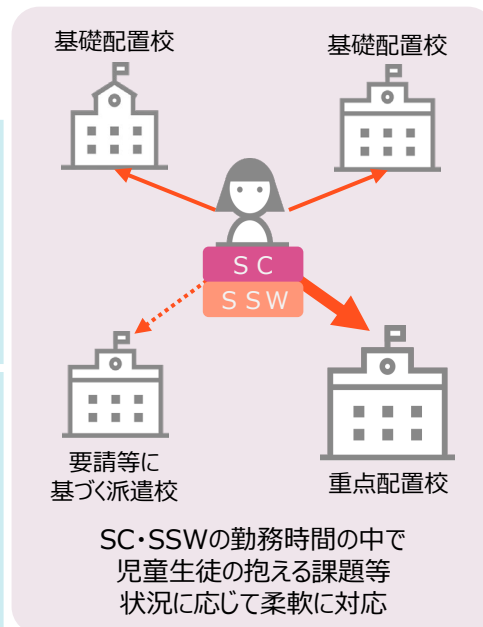 基礎配置校
基礎配置校
ＳＣ
ＳＳＷ
要請等に
基づく派遣校
重点配置校
SC・SSWの勤務時間の中で
児童生徒の抱える課題等
状況に応じて柔軟に対応